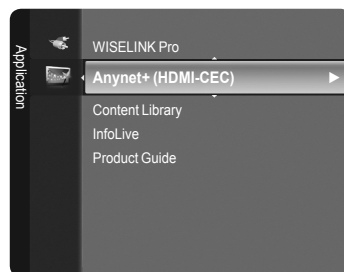 Application
WISELINK Pro
Anynet+ (HDMI-CEC)
Content Library
InfoLive
Product Guide